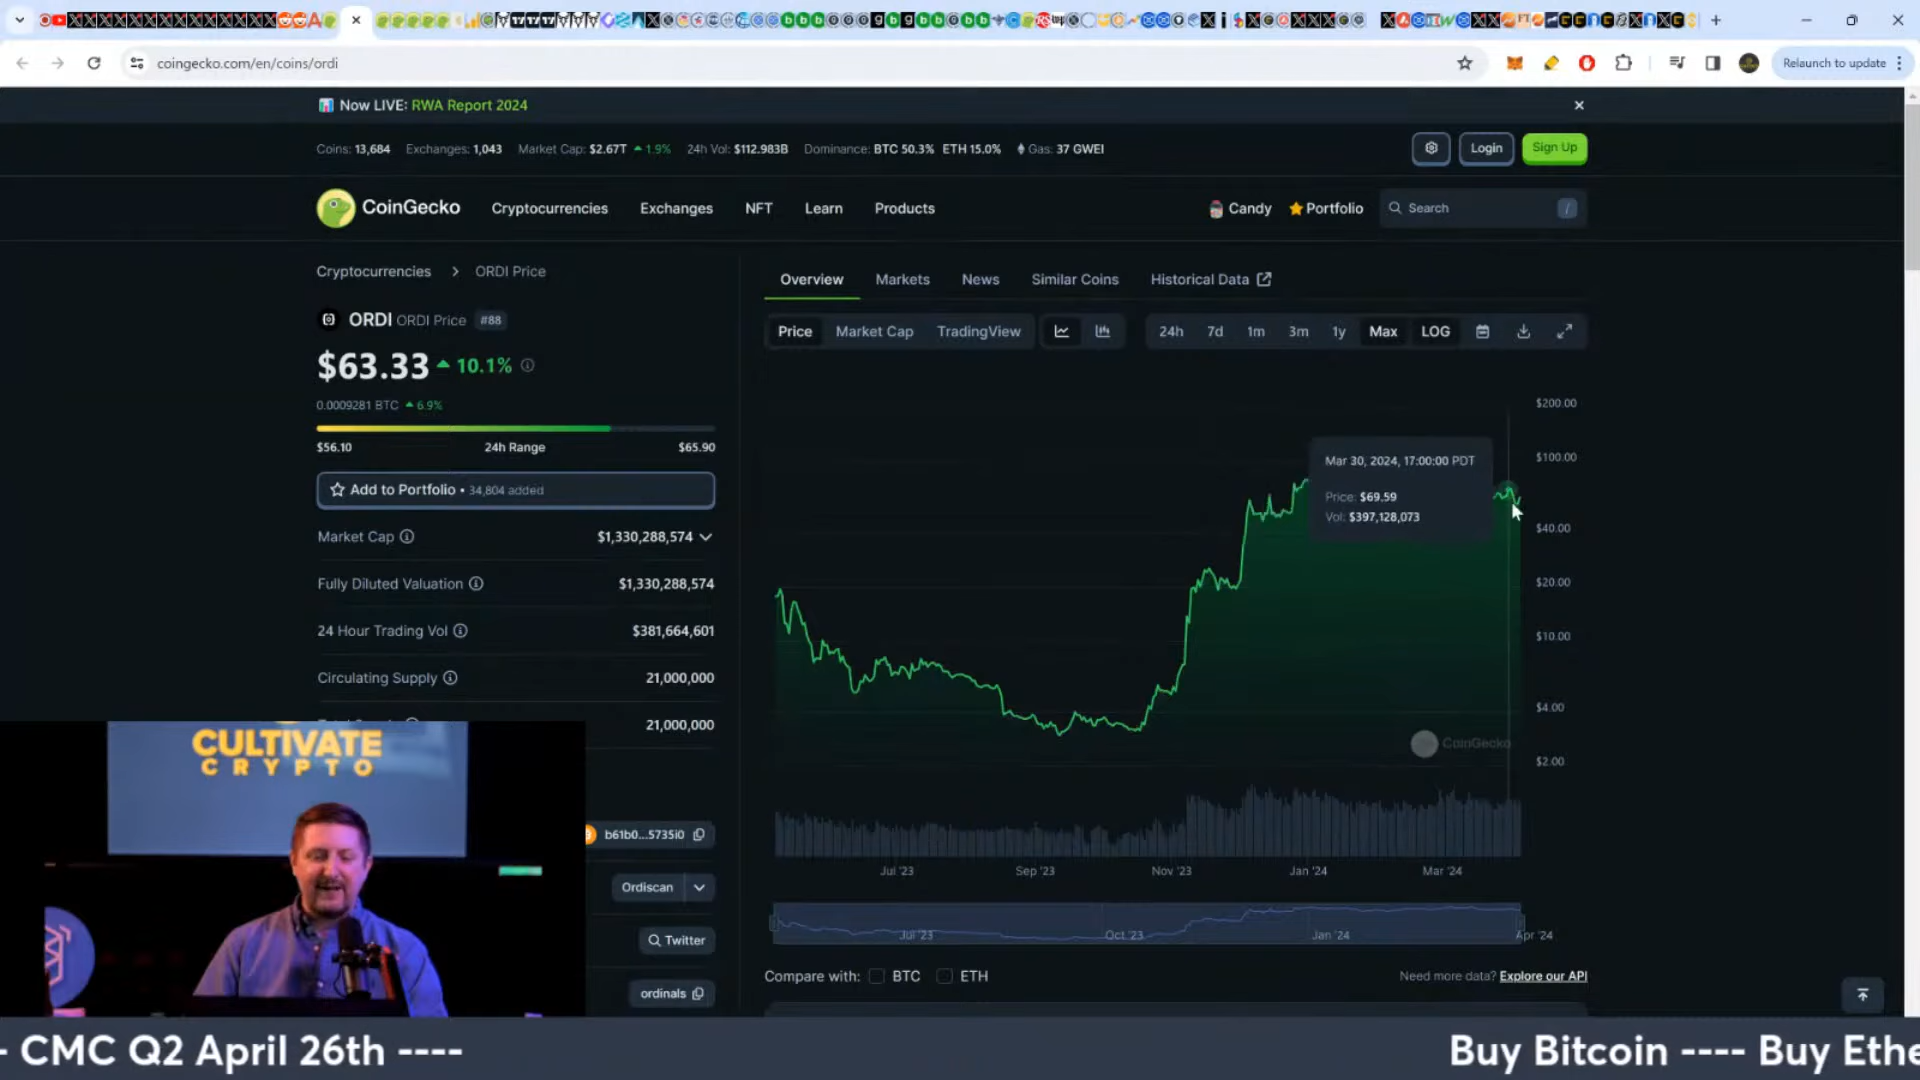 coingecko.com/en/coins/ordi
Relaunch to update
Now LIVE: RWA Report 2024
Coins: 13,684 Exchanges: 1,043 Market Cap: $2.67T 1.9% 24h Vol: $112.983B Dominance: BTC 50.3% ETH 15.0% Gas: 37 GWEI
Login
Sign Up
CoinGecko
Cryptocurrencies
Exchanges
NFT
Learn
Products
Candy
Portfolio
Search
/
Cryptocurrencies > ORDI Price
ORDI ORDI Price #88
$63.33 10.1%
0.0009281 BTC 6.9%
$56.10 24h Range $65.90
Add to Portfolio • 34,804 added
Market Cap $1,330,288,574
Fully Diluted Valuation $1,330,288,574
24 Hour Trading Vol $381,664,601
Circulating Supply 21,000,000
21,000,000
b61b0...5735i0
Ordiscan
Twitter
ordinals
Overview
Markets
News
Similar Coins
Historical Data
Price
Market Cap
TradingView
24h 7d 1m 3m 1y Max LOG
$200.00
$100.00
$40.00
$20.00
$10.00
$4.00
$2.00
Mar 30, 2024, 17:00:00 PDT
Price: $69.59
Vol: $397,128,073
CoinGecko
Jul '23 Sep '23 Nov '23 Jan '24 Mar '24
Jul '23 Oct '23 Jan '24 Apr '24
Compare with: BTC ETH
Need more data? Explore our API
CULTIVATE
CRYPTO
- CMC Q2 April 26th ---- Buy Bitcoin ---- Buy Ethe